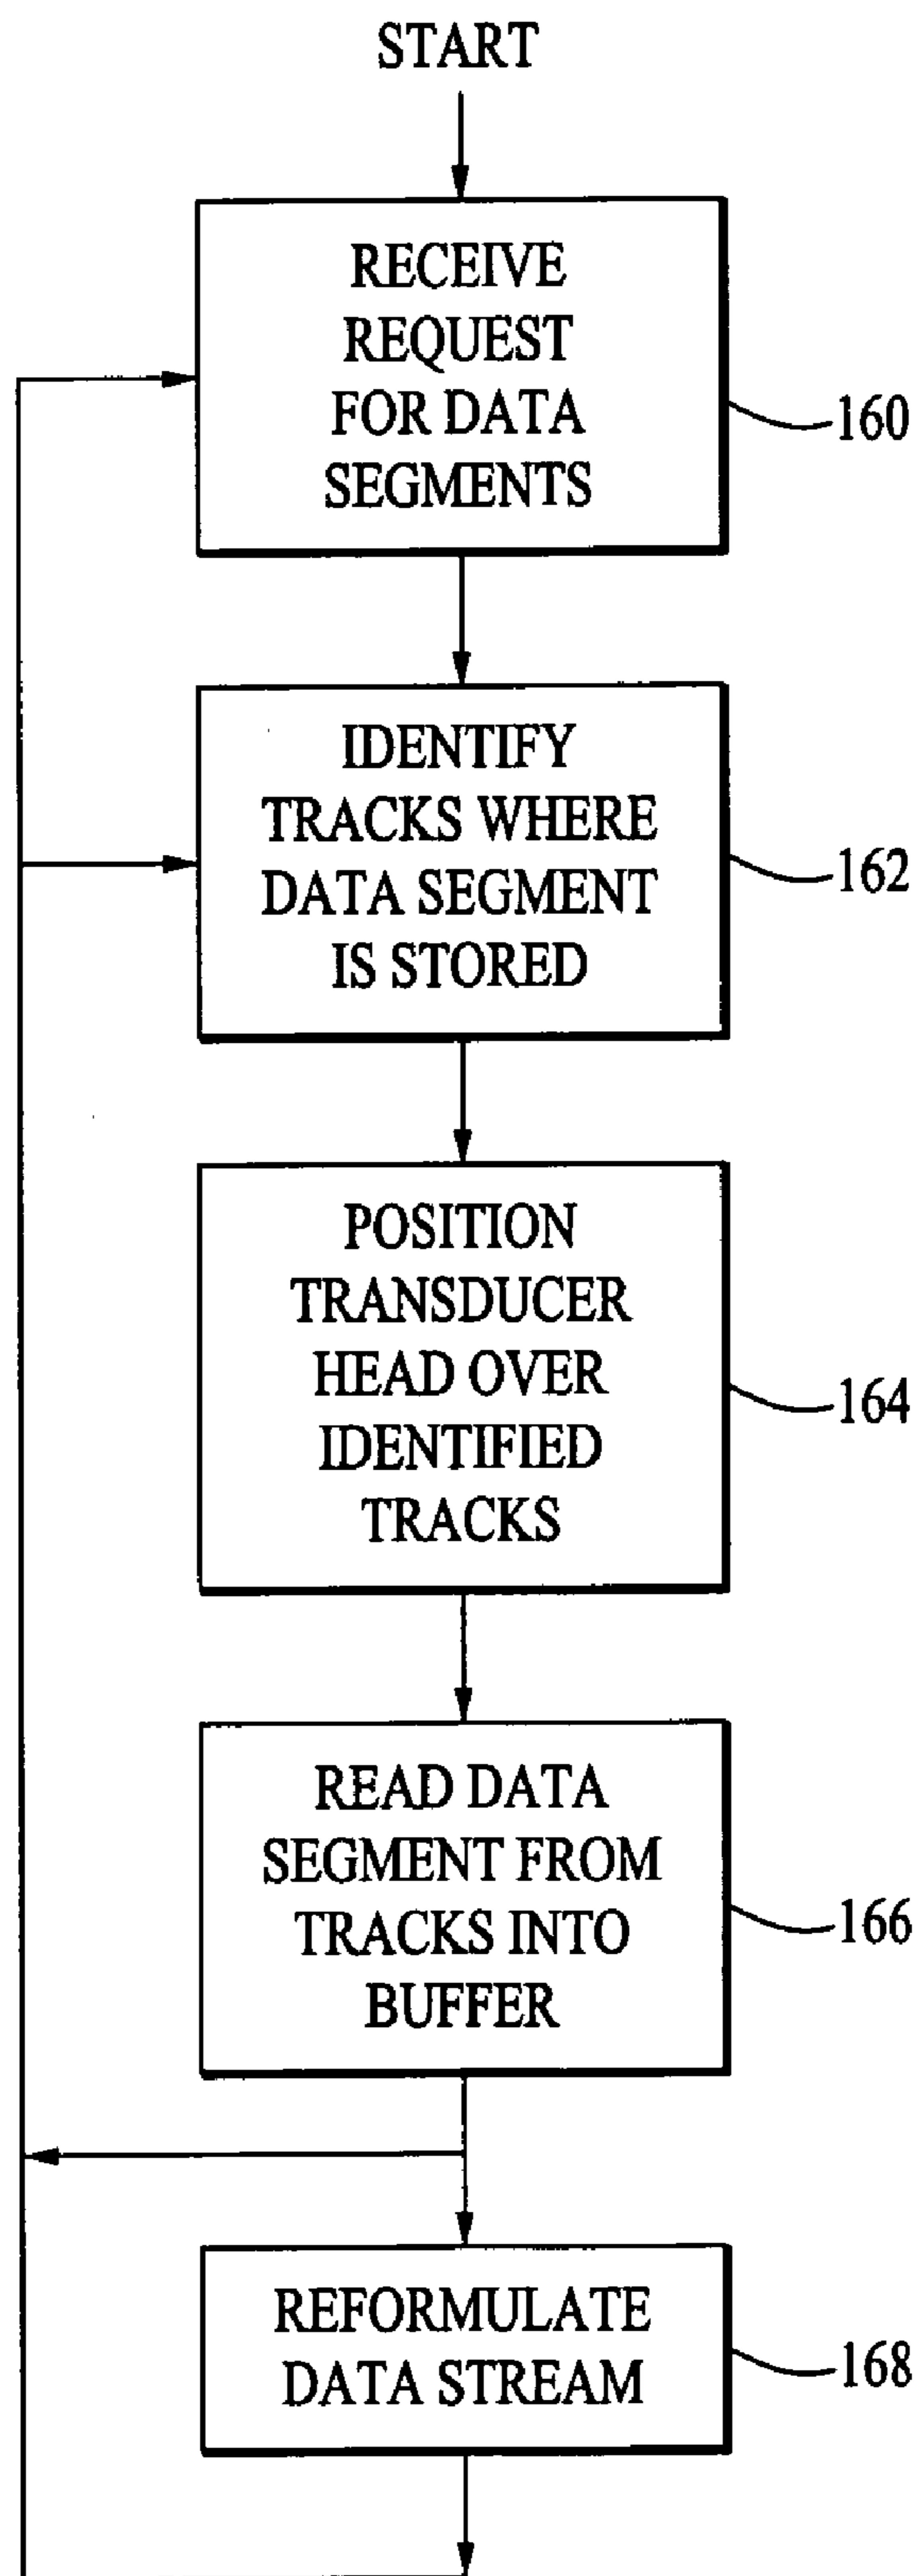 START
RECEIVE
REQUEST
FOR DATA
SEGMENTS
160
IDENTIFY
TRACKS WHERE
DATA SEGMENT
IS STORED
162
POSITION
TRANSDUCER
HEAD OVER
IDENTIFIED
TRACKS
164
READ DATA
SEGMENT FROM
TRACKS INTO
BUFFER
166
REFORMULATE
DATA STREAM
168